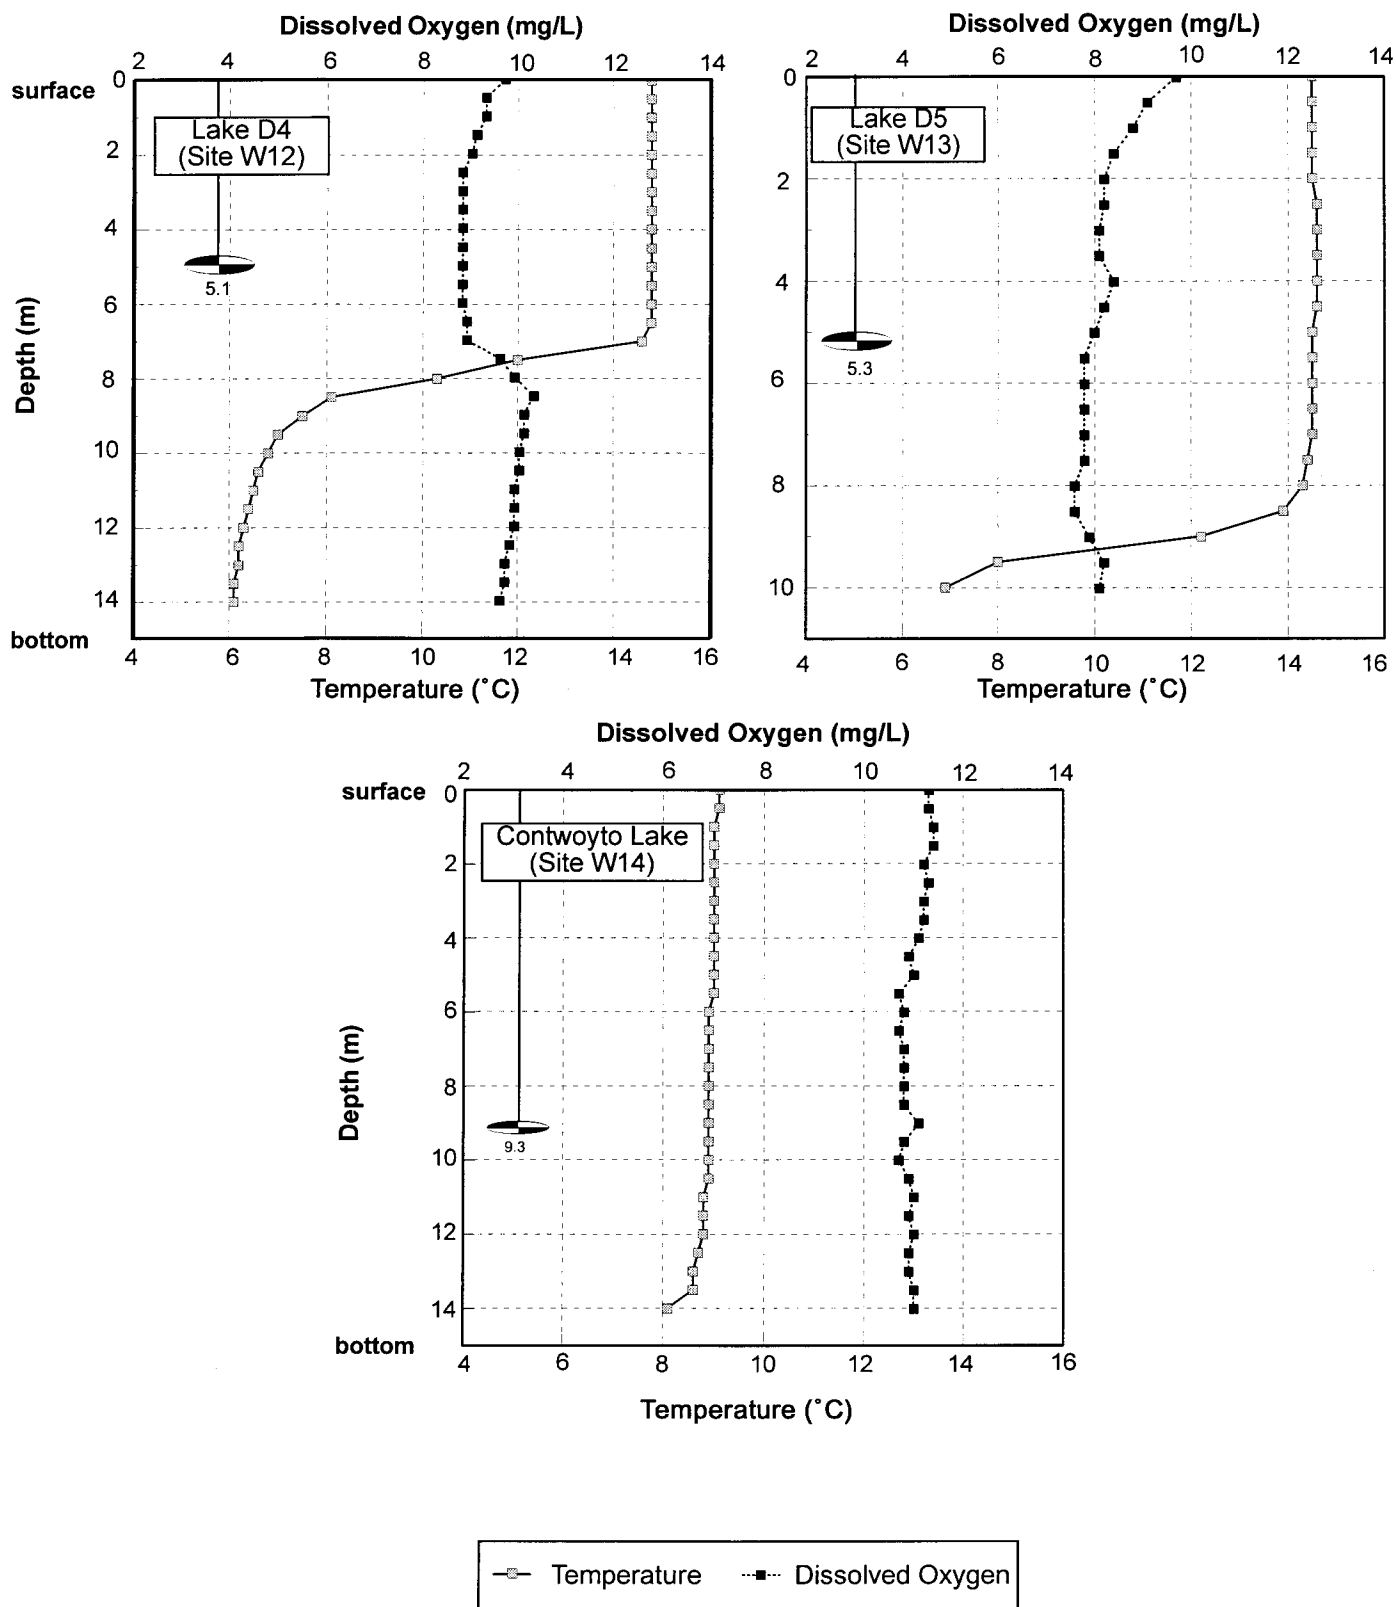 Dissolved Oxygen (mg/L)
2 4 6 8 10 12 14
surface
0
2
4
6
8
10
12
14
Lake D4
(Site W12)
5.1
Depth (m)
bottom
4 6 8 10 12 14 16
Temperature (°C)
Dissolved Oxygen (mg/L)
2 4 6 8 10 12 14
0
2
4
6
8
10
Lake D5
(Site W13)
5.3
4 6 8 10 12 14 16
Temperature (°C)
Dissolved Oxygen (mg/L)
2 4 6 8 10 12 14
surface
0
2
4
6
8
10
12
14
Contwoyto Lake
(Site W14)
9.3
Depth (m)
bottom
4 6 8 10 12 14 16
Temperature (°C)
Temperature Dissolved Oxygen